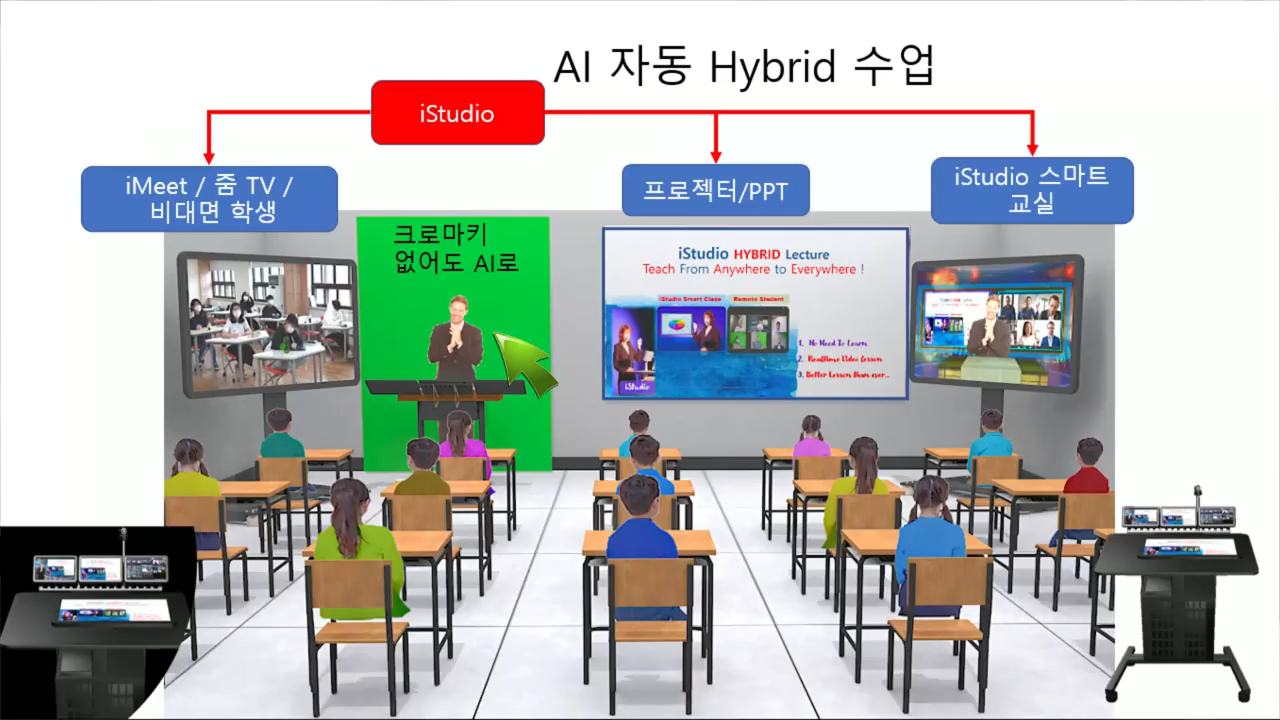 AI 자동 Hybrid 수업
iStudio
iMeet / 줌 TV /
비대면 학생
프로젝터/PPT
iStudio 스마트
교실
크로마키
없어도 AI로
iStudio HYBRID Lecture
Teach From Anywhere to Everywhere !
iStudio Smart Class
Remote Student
1. No Need To Learn
2. Realtime Video lesson
3. Better Lesson than ever...
iStudio